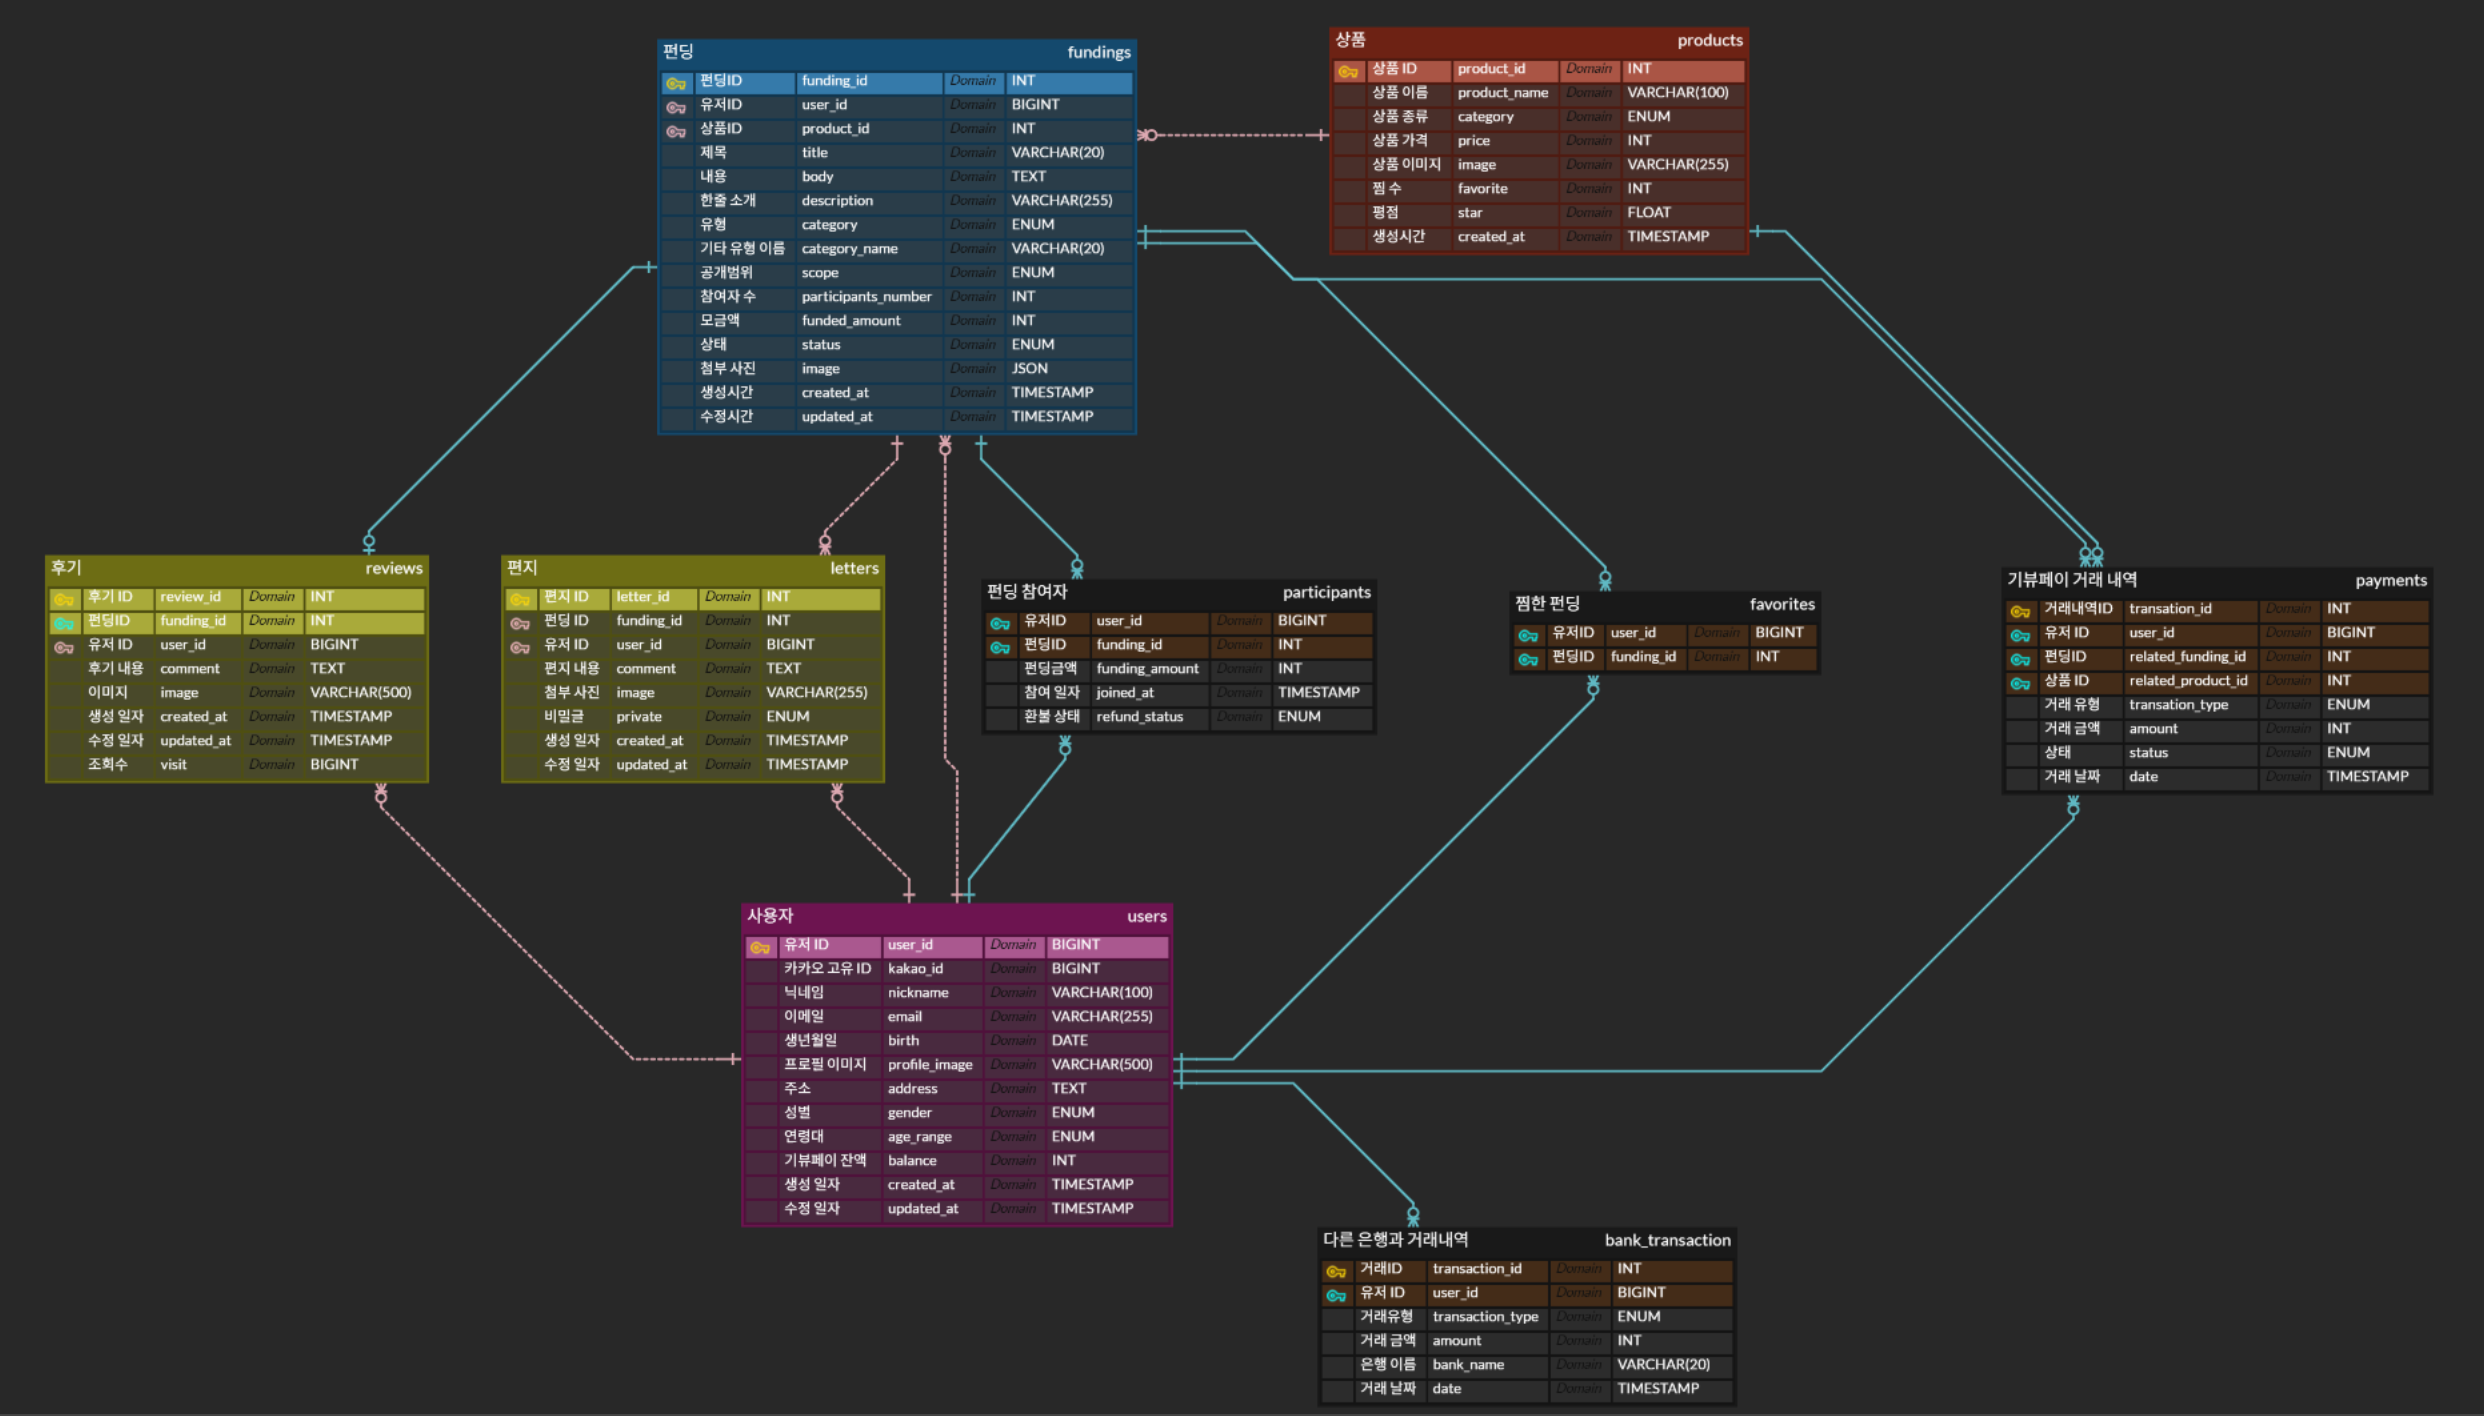 펀딩 fundings
펀딩ID funding_id Domain INT
유저ID user_id Domain BIGINT
상품ID product_id Domain INT
제목 title Domain VARCHAR(20)
내용 body Domain TEXT
한줄 소개 description Domain VARCHAR(255)
유형 category Domain ENUM
기타 유형 이름 category_name Domain VARCHAR(20)
공개범위 scope Domain ENUM
참여자 수 participants_number Domain INT
모금액 funded_amount Domain INT
상태 status Domain ENUM
첨부 사진 image Domain JSON
생성시간 created_at Domain TIMESTAMP
수정시간 updated_at Domain TIMESTAMP
상품 products
상품 ID product_id Domain INT
상품 이름 product_name Domain VARCHAR(100)
상품 종류 category Domain ENUM
상품 가격 price Domain INT
상품 이미지 image Domain VARCHAR(255)
찜 수 favorite Domain INT
평점 star Domain FLOAT
생성시간 created_at Domain TIMESTAMP
후기 reviews
후기 ID review_id Domain INT
펀딩ID funding_id Domain INT
유저 ID user_id Domain BIGINT
후기 내용 comment Domain TEXT
이미지 image Domain VARCHAR(500)
생성 일자 created_at Domain TIMESTAMP
수정 일자 updated_at Domain TIMESTAMP
조회수 visit Domain BIGINT
편지 letters
편지 ID letter_id Domain INT
펀딩 ID funding_id Domain INT
유저 ID user_id Domain BIGINT
편지 내용 comment Domain TEXT
첨부 사진 image Domain VARCHAR(255)
비밀글 private Domain ENUM
생성 일자 created_at Domain TIMESTAMP
수정 일자 updated_at Domain TIMESTAMP
펀딩 참여자 participants
유저ID user_id Domain BIGINT
펀딩ID funding_id Domain INT
펀딩금액 funding_amount Domain INT
참여 일자 joined_at Domain TIMESTAMP
환불 상태 refund_status Domain ENUM
찜한 펀딩 favorites
유저ID user_id Domain BIGINT
펀딩ID funding_id Domain INT
기뷰페이 거래 내역 payments
거래내역ID transation_id Domain INT
유저 ID user_id Domain BIGINT
펀딩ID related_funding_id Domain INT
상품 ID related_product_id Domain INT
거래 유형 transation_type Domain ENUM
거래 금액 amount Domain INT
상태 status Domain ENUM
거래 날짜 date Domain TIMESTAMP
사용자 users
유저 ID user_id Domain BIGINT
카카오 고유 ID kakao_id Domain BIGINT
닉네임 nickname Domain VARCHAR(100)
이메일 email Domain VARCHAR(255)
생년월일 birth Domain DATE
프로필 이미지 profile_image Domain VARCHAR(500)
주소 address Domain TEXT
성별 gender Domain ENUM
연령대 age_range Domain ENUM
기뷰페이 잔액 balance Domain INT
생성 일자 created_at Domain TIMESTAMP
수정 일자 updated_at Domain TIMESTAMP
다른 은행과 거래내역 bank_transaction
거래ID transaction_id Domain INT
유저 ID user_id Domain BIGINT
거래유형 transaction_type Domain ENUM
거래 금액 amount Domain INT
은행 이름 bank_name Domain VARCHAR(20)
거래 날짜 date Domain TIMESTAMP